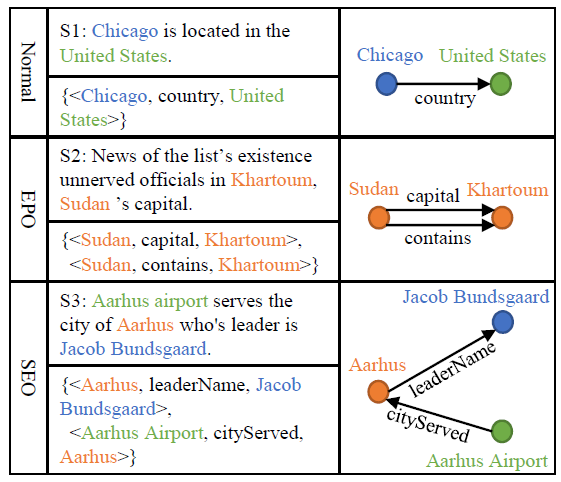 Normal
S1: Chicago is located in the
United States.
{<Chicago, country, United
States>}
Chicago
United States
country
EPO
S2: News of the list's existence
unnerved officials in Khartoum,
Sudan 's capital.
{<Sudan, capital, Khartoum>,
<Sudan, contains, Khartoum>}
Sudan
capital
Khartoum
contains
SEO
S3: Aarhus airport serves the
city of Aarhus who's leader is
Jacob Bundsgaard.
{<Aarhus, leaderName, Jacob
Bundsgaard>,
<Aarhus Airport, cityServed,
Aarhus>}
Jacob Bundsgaard
Aarhus
leaderName
cityServed
Aarhus Airport